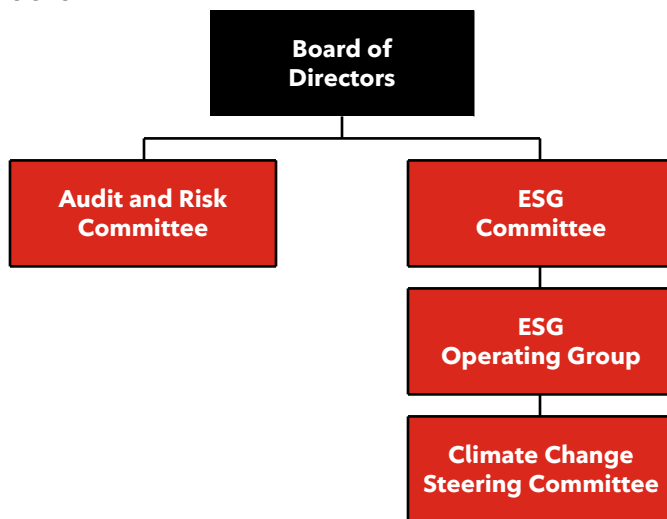 Board of
Directors
Audit and Risk
Committee
ESG
Committee
ESG
Operating Group
Climate Change
Steering Committee